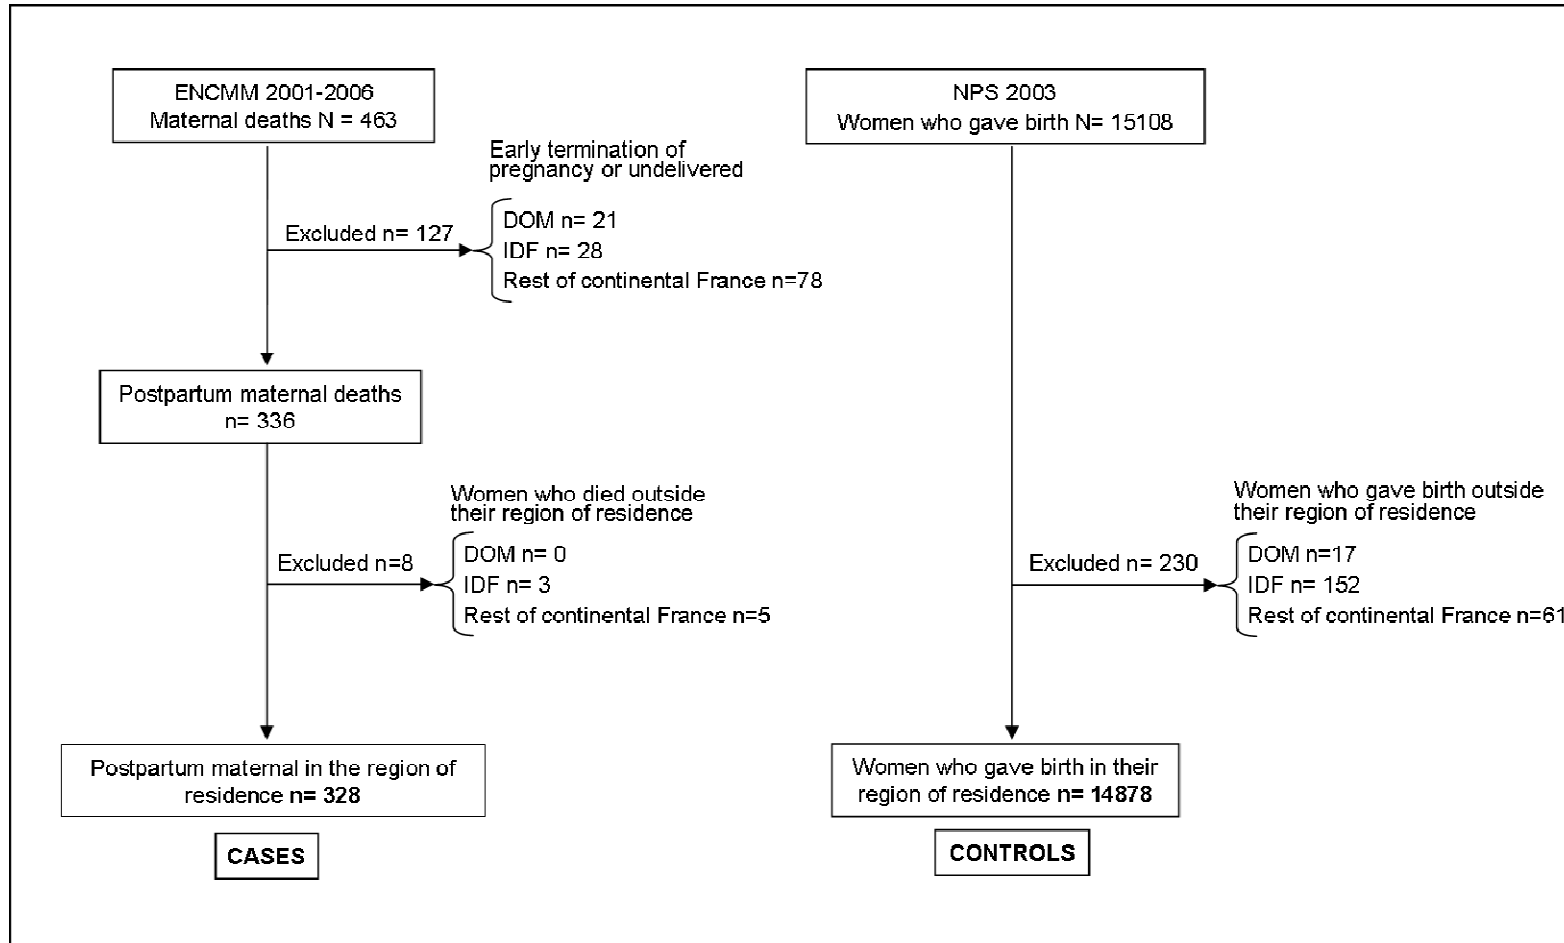 ENCMM 2001-2006
Maternal deaths N = 463
Early termination of
pregnancy or undelivered
Excluded n= 127
DOM n= 21
IDF n= 28
Rest of continental France n=78
Postpartum maternal deaths
n= 336
Women who died outside
their region of residence
Excluded n=8
DOM n= 0
IDF n= 3
Rest of continental France n=5
Postpartum maternal in the region of
residence n= 328
CASES
NPS 2003
Women who gave birth N= 15108
Women who gave birth outside
their region of residence
Excluded n= 230
DOM n=17
IDF n= 152
Rest of continental France n=61
Women who gave birth in their
region of residence n= 14878
CONTROLS